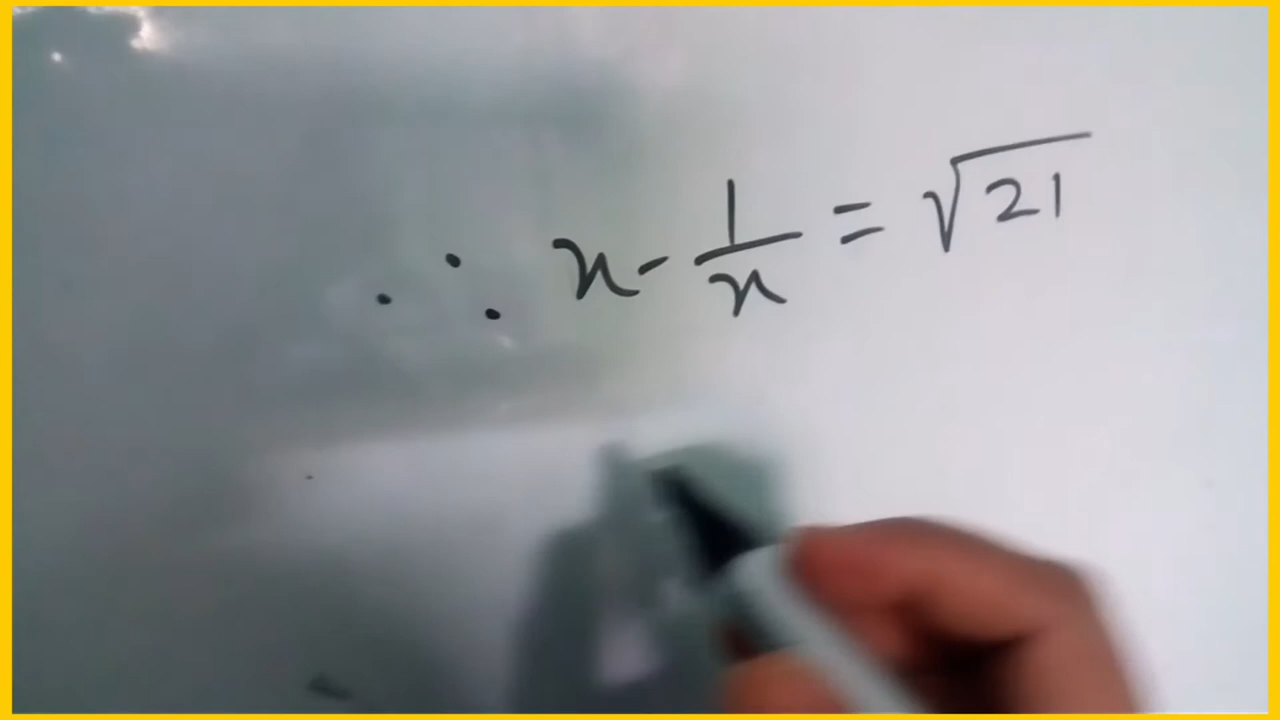 ∴ x - 1/x = √21